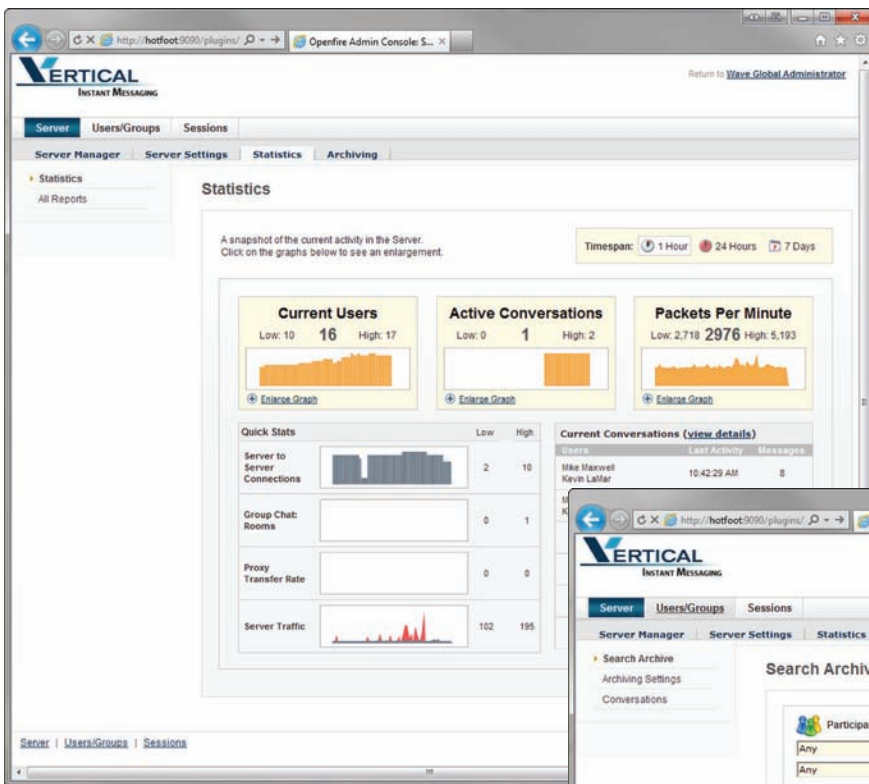 http://hotfoot:9090/plugins/
Openfire Admin Console: S...
VERTICAL
INSTANT MESSAGING
Return to Wave Global Administrator
Server Users/Groups Sessions
Server Manager Server Settings Statistics Archiving
Statistics
All Reports
Statistics
A snapshot of the current activity in the Server.
Click on the graphs below to see an enlargement.
Timespan: 1 Hour 24 Hours 7 Days
Current Users
Low: 10 16 High: 17
Enlarge Graph
Active Conversations
Low: 0 1 High: 2
Enlarge Graph
Packets Per Minute
Low: 2,718 2976 High: 5,193
Enlarge Graph
Quick Stats Low High
Server to
Server
Connections
2 10
Group Chat:
Rooms
0 1
Proxy
Transfer Rate
0 0
Server Traffic 102 195
Current Conversations (view details)
Users Last Activity Messages
Mike Maxwell
Kevin LaMar
10:42:29 AM 8
Server | Users/Groups | Sessions
http://hotfoot:9090/plugins/
VERTICAL
INSTANT MESSAGING
Server Users/Groups Sessions
Server Manager Server Settings Statistics
Search Archive
Archiving Settings
Conversations
Search Archiv
Participa
Any
Any